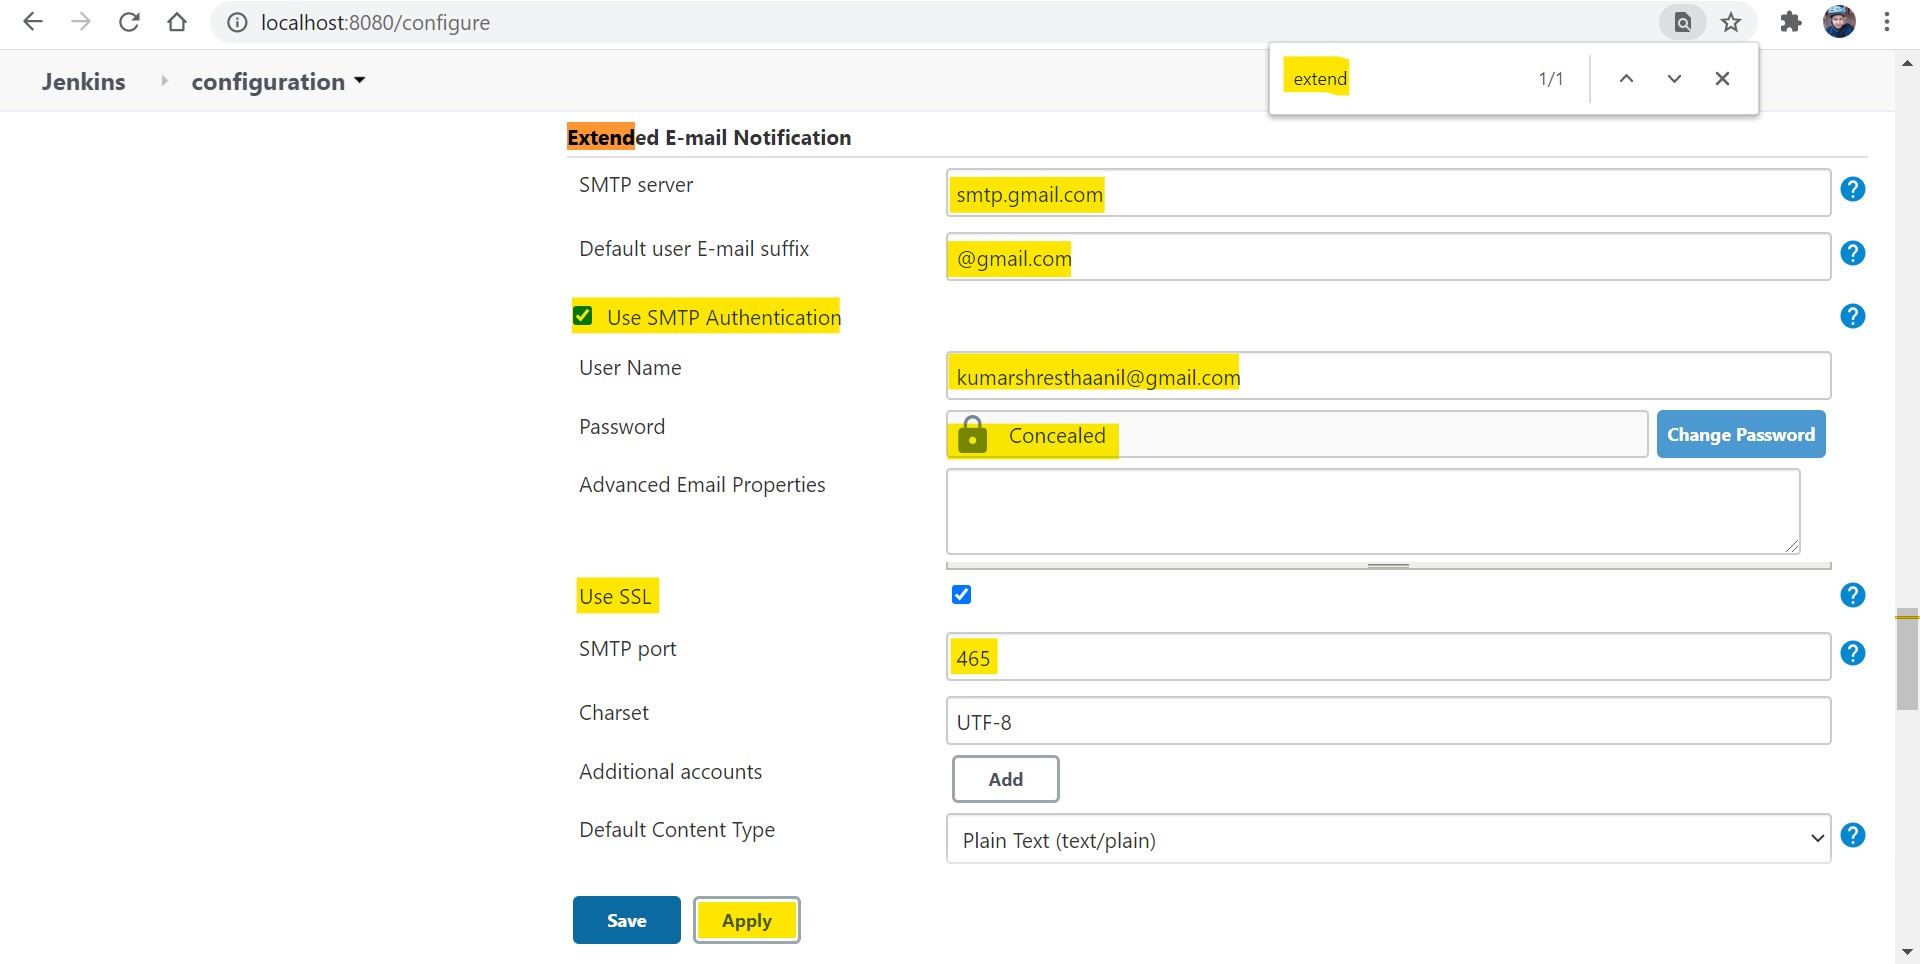 localhost:8080/configure
Jenkins configuration
extend 1/1
Extended E-mail Notification
SMTP server
smtp.gmail.com
Default user E-mail suffix
@gmail.com
Use SMTP Authentication
User Name
kumarshresthaanil@gmail.com
Password
Concealed
Change Password
Advanced Email Properties
Use SSL
SMTP port
465
Charset
UTF-8
Additional accounts
Add
Default Content Type
Plain Text (text/plain)
Save Apply